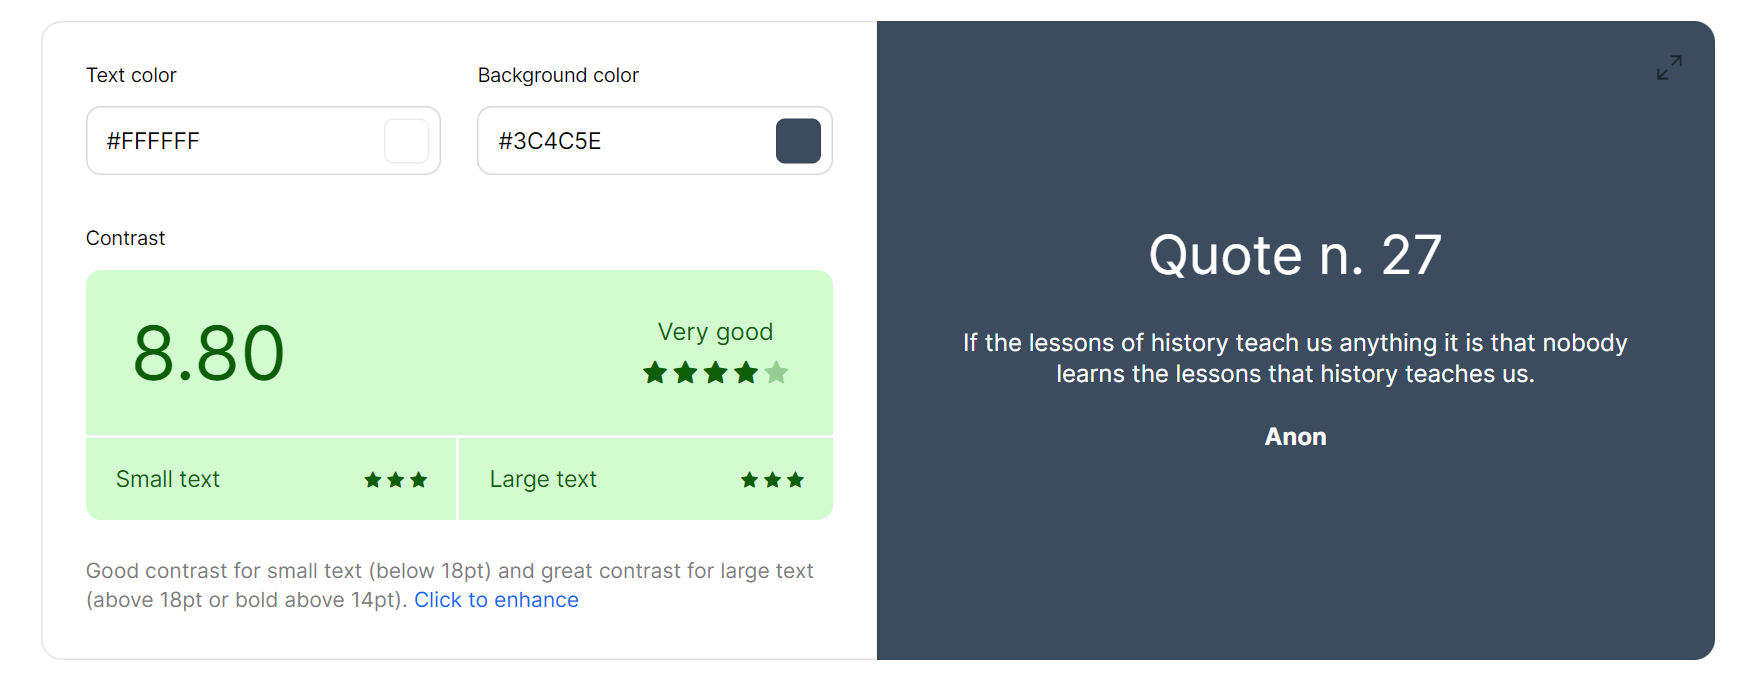 Text color
#FFFFFF
Background color
#3C4C5E
Contrast
8.80
Very good
Small text
Large text
Good contrast for small text (below 18pt) and great contrast for large text
(above 18pt or bold above 14pt). Click to enhance
Quote n. 27
If the lessons of history teach us anything it is that nobody
learns the lessons that history teaches us.
Anon